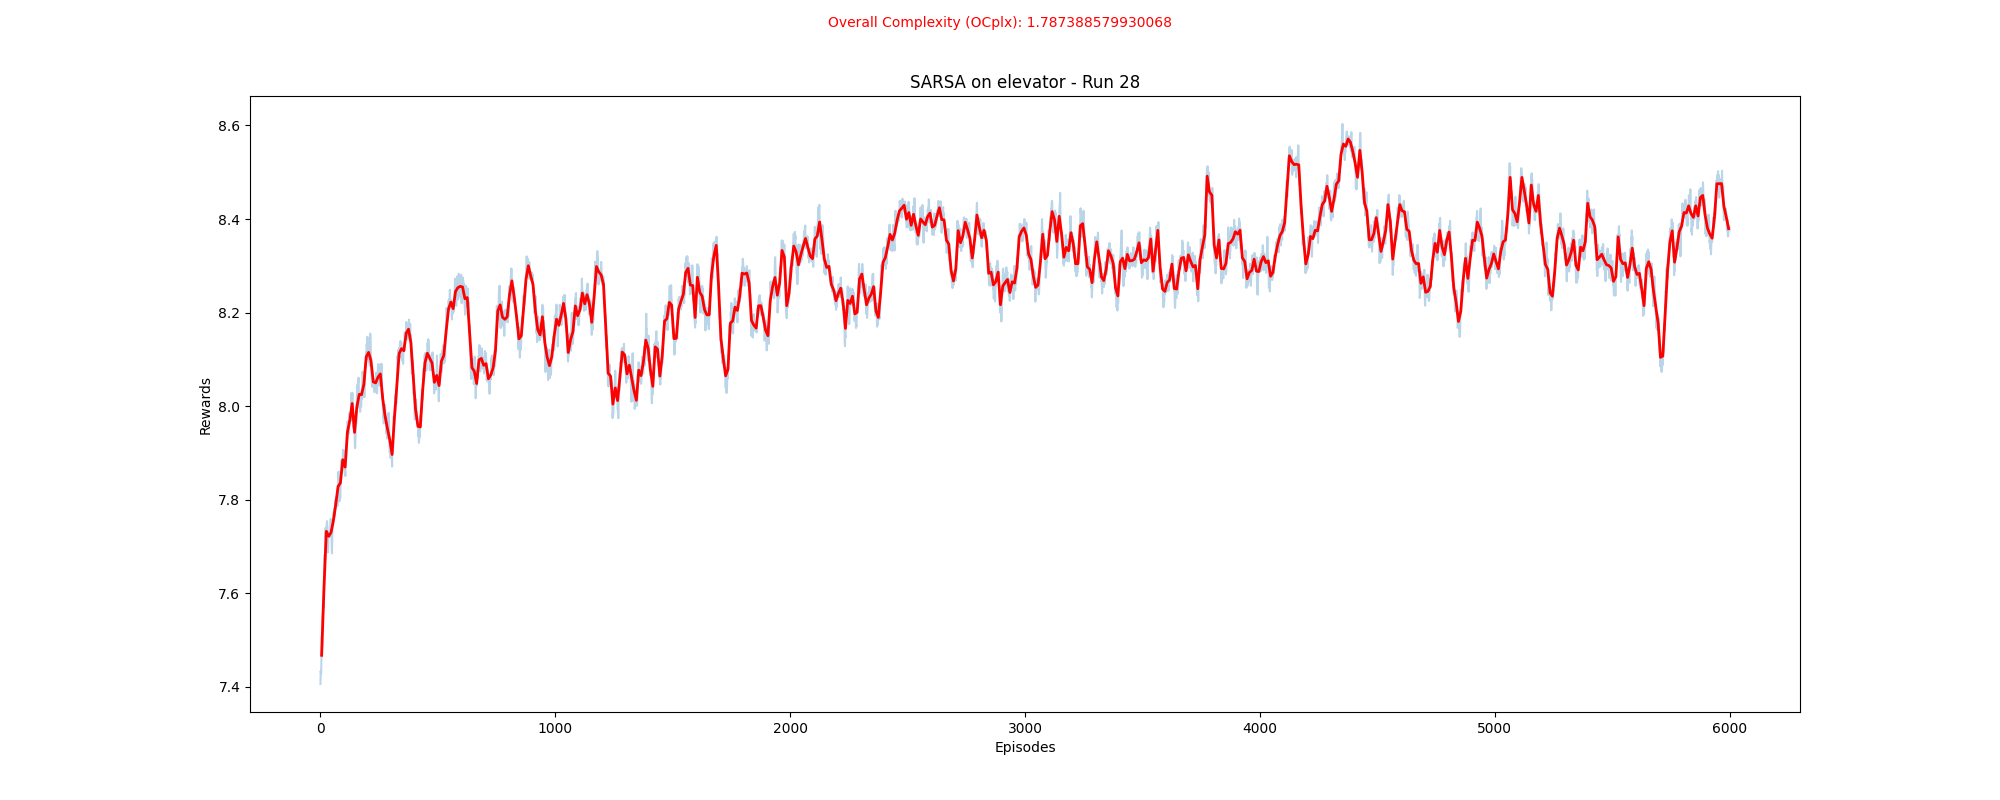 Overall Complexity (OCplx): 1.787388579930068
SARSA on elevator - Run 28
8.6
8.4
8.2
8.0
7.8
7.6
7.4
Rewards
0 1000 2000 3000 4000 5000 6000
Episodes